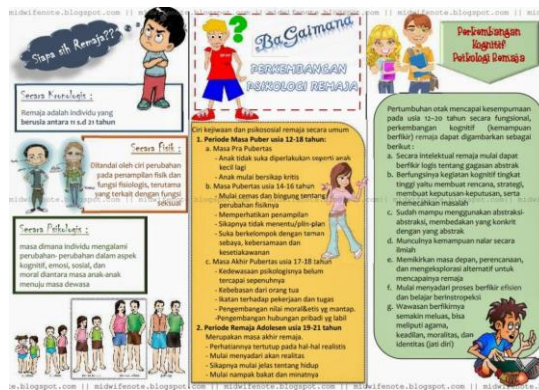 midwifenote.blogspot.com || midwifenote.blogspot.com || midwifenote.blogspot.com || midwifenote.blogspot.com
Siapa sih Remaja??
Secara Kronologis :
Remaja adalah individu yang
berusia antara 11 s.d 21 tahun
Secara Fisik :
Ditandai oleh ciri perubahan
pada penampilan fisik dan
fungsi fisiologis, terutama
yang terkait dengan fungsi
seksual
Secara Psikologis :
masa dimana individu mengalami
perubahan- perubahan dalam aspek
kognitif, emosi, sosial, dan
moral diantara masa anak-anak
menuju masa dewasa
BaGaimana
PERKEMBANGAN
PSIKOLOGI REMAJA
Ciri kejiwaan dan psikososial remaja secara umum
1. Periode Masa Puber usia 12-18 tahun:
a. Masa Pra Pubertas
- Anak tidak suka diperlakukan seperti anak
kecil lagi
- Anak mulai bersikap kritis
b. Masa Pubertas usia 14-16 tahun
- Mulai cemas dan bingung tentang
perubahan fisiknya
- Memperhatikan penampilan
- Sikapnya tidak menentu/plin-plan
- Suka berkelompok dengan teman
sebaya, kebersamaan dan
kesetiakawanan
c. Masa Akhir Pubertas usia 17-18 tahun
- Kedewasaan psikologisnya belum
tercapai sepenuhnya
- Kebebasan dari orang tua
- Ikatan terhadap pekerjaan dan tugas
- Pengembangan nilai moral&etis yg mantap.
-Pengembangan hubungan pribadi yg labil
2. Periode Remaja Adolesen usia 19-21 tahun
Merupakan masa akhir remaja.
- Perhatiannya tertutup pada hal-hal realistis
- Mulai menyadari akan realitas
- Sikapnya mulai jelas tentang hidup
- Mulai nampak bakat dan minatnya
Perkembangan
Kognitif
Psikologi Remaja
Pertumbuhan otak mencapai kesempurnaan
pada usia 12–20 tahun secara fungsional,
perkembangan kognitif (kemampuan
berfikir) remaja dapat digambarkan sebagai
berikut :
a. Secara intelektual remaja mulai dapat
berfikir logis tentang gagasan abstrak
b. Berfungsinya kegiatan kognitif tingkat
tinggi yaitu membuat rencana, strategi,
membuat keputusan-keputusan, serta
memecahkan masalah
c. Sudah mampu menggunakan abstraksi-
abstraksi, membedakan yang konkrit
dengan yang abstrak
d. Munculnya kemampuan nalar secara
ilmiah
e. Memikirkan masa depan, perencanaan,
dan mengeksplorasi alternatif untuk
mencapainya remaja
f. Mulai menyadari proses berfikir efisien
dan belajar berinstropeksi
g. Wawasan berfikirnya
semakin meluas, bisa
meliputi agama,
keadilan, moralitas, dan
identitas (jati diri)